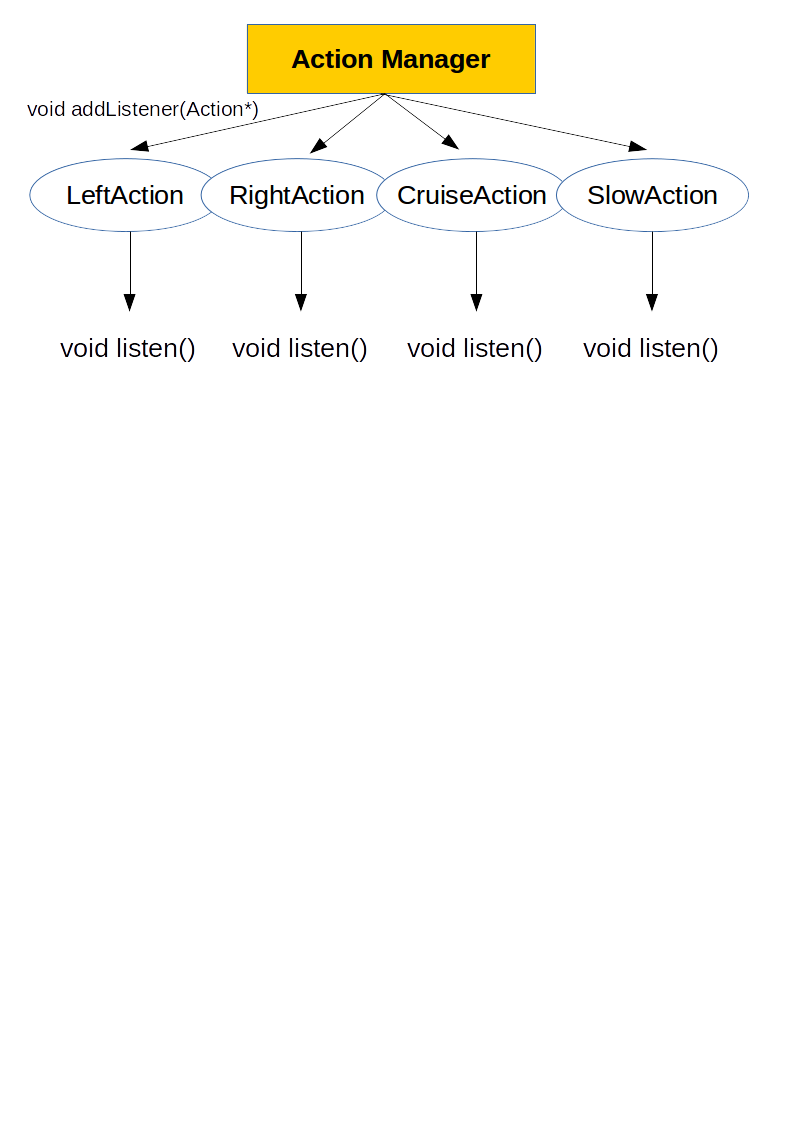 Action Manager
void addListener(Action*)
LeftAction
RightAction
CruiseAction
SlowAction
void listen()
void listen()
void listen()
void listen()